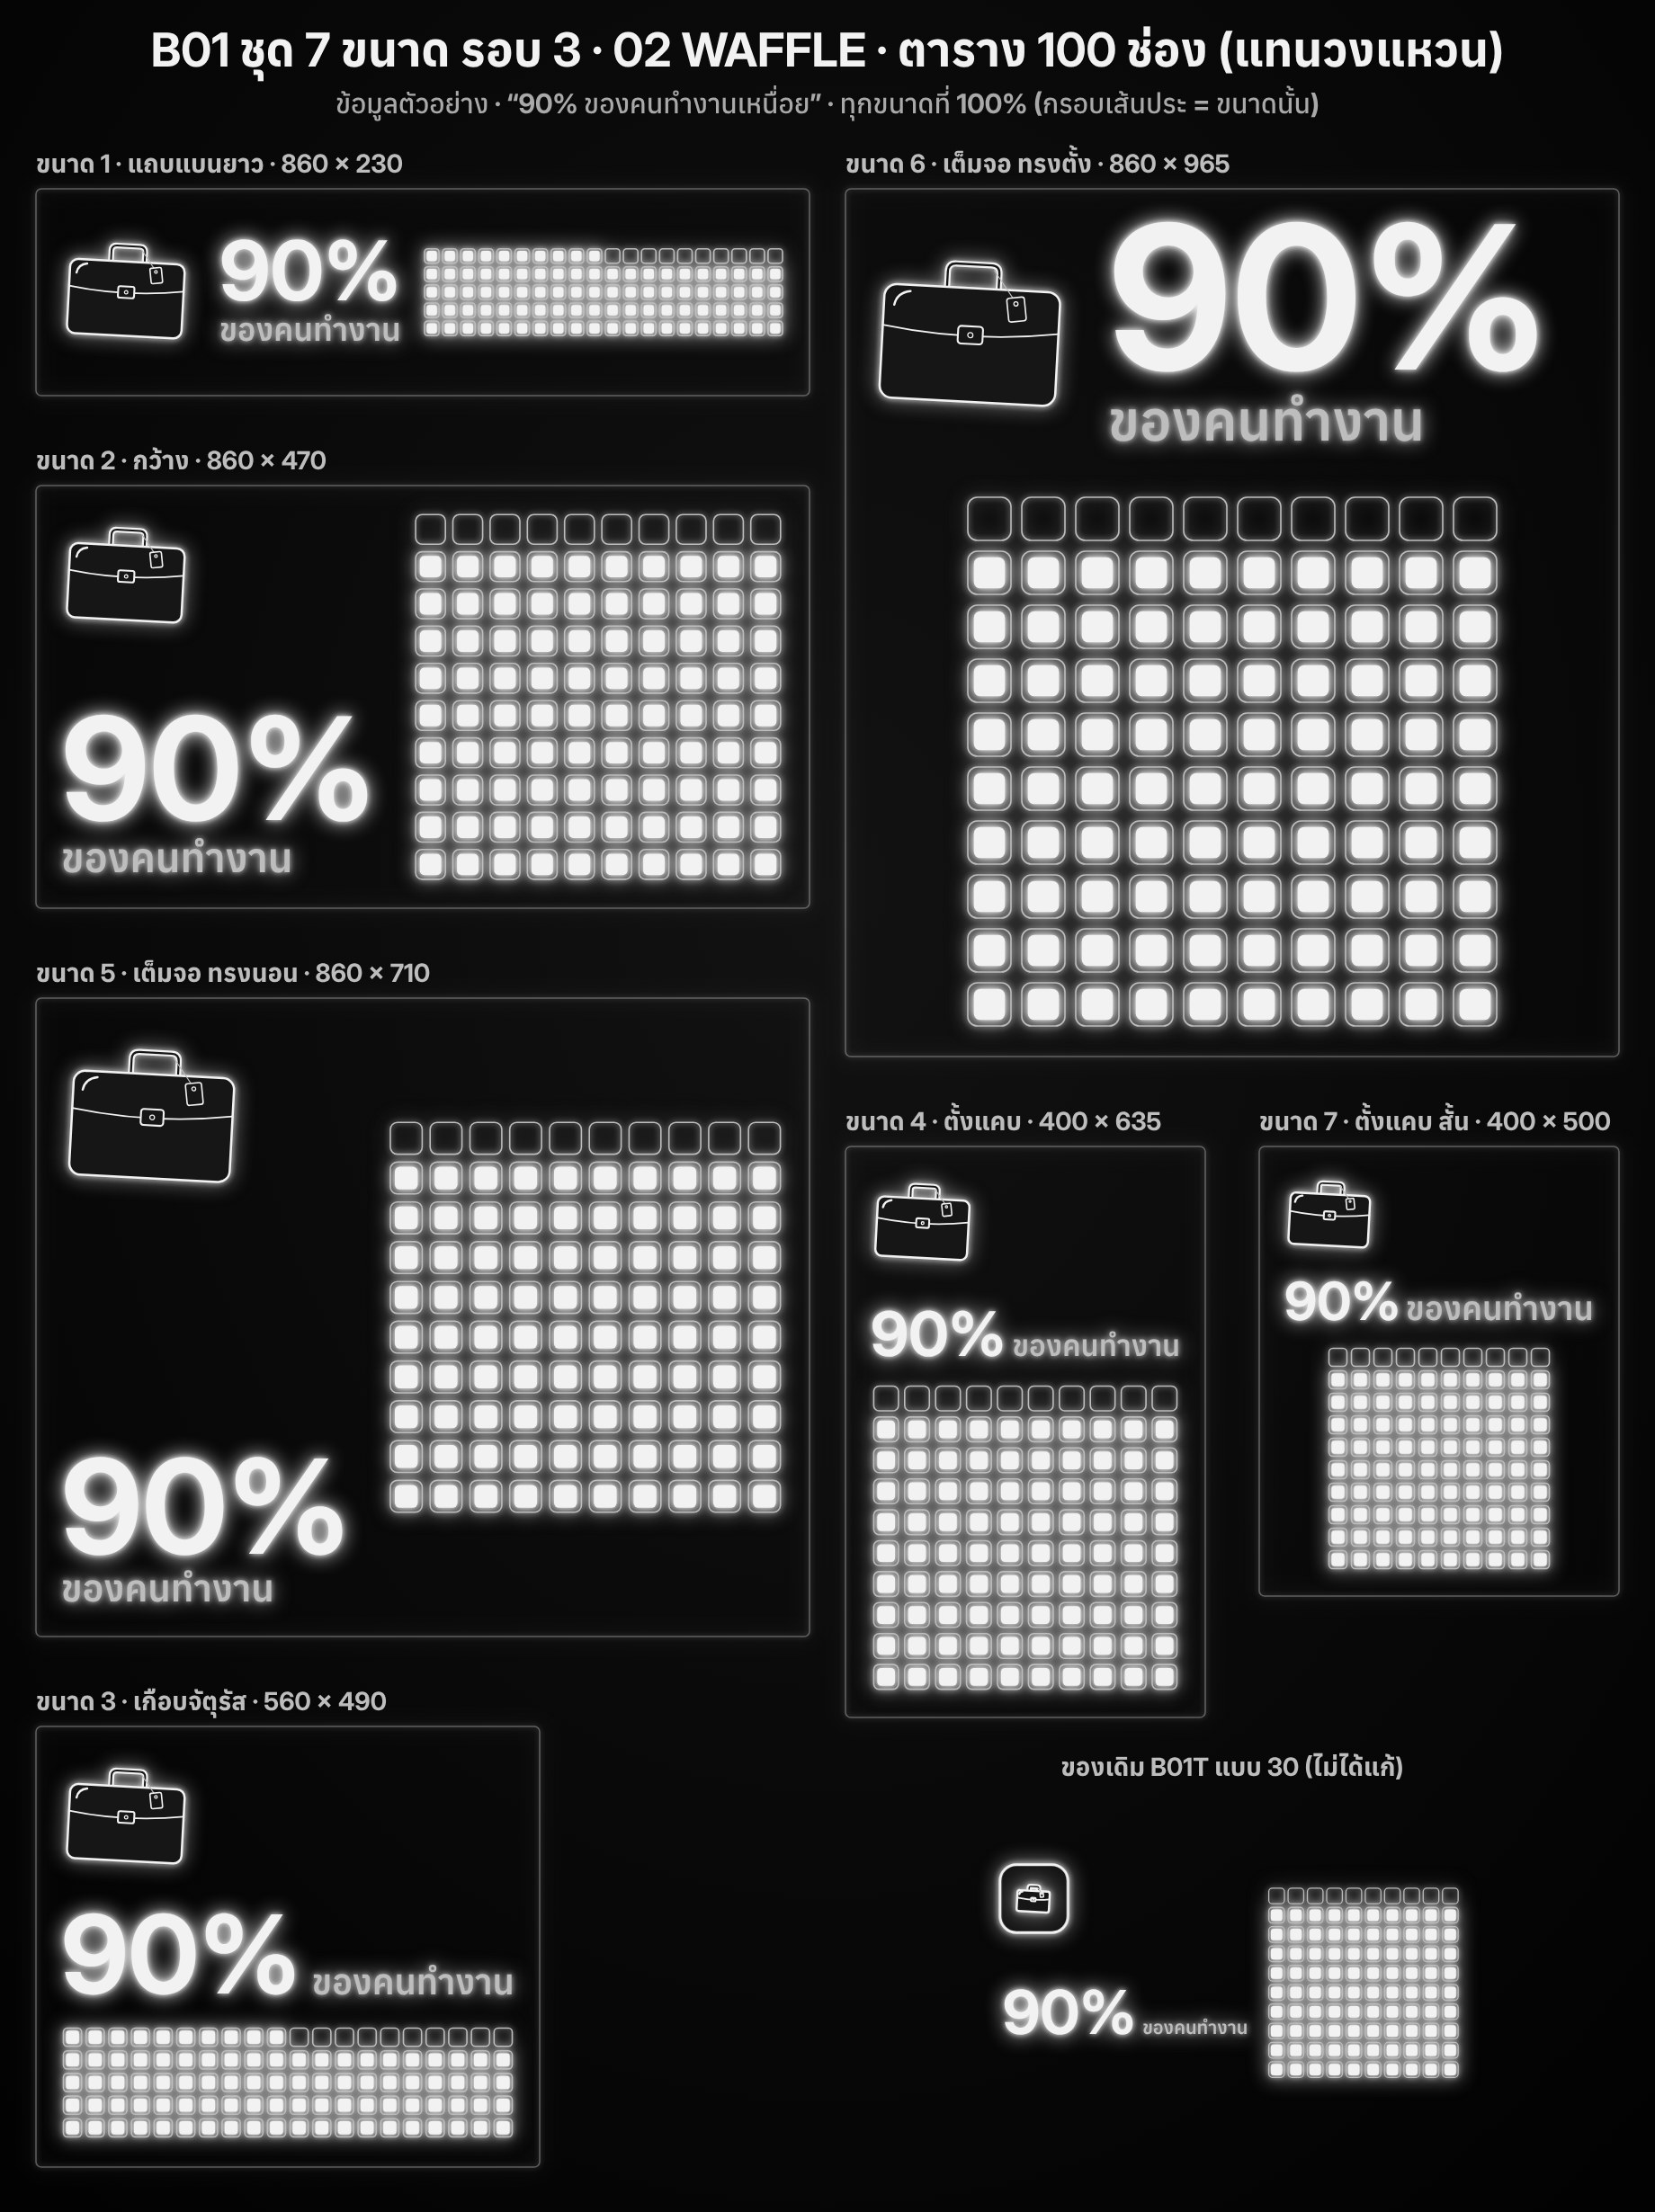 B01 ชุด 7 ขนาด รอบ 3 · 02 WAFFLE · ตาราง 100 ช่อง (แทนวงแหวน)
ข้อมูลตัวอย่าง · “90% ของคนทำงานเหนื่อย” · ทุกขนาดที่ 100% (กรอบเส้นประ = ขนาดนั้น)
ขนาด 1 · แถบแบนยาว · 860 × 230
90%
ของคนทำงาน
ขนาด 2 · กว้าง · 860 × 470
90%
ของคนทำงาน
ขนาด 5 · เต็มจอ ทรงนอน · 860 × 710
90%
ของคนทำงาน
ขนาด 3 · เกือบจัตุรัส · 560 × 490
90% ของคนทำงาน
ขนาด 6 · เต็มจอ ทรงตั้ง · 860 × 965
90%
ของคนทำงาน
ขนาด 4 · ตั้งแคบ · 400 × 635
90% ของคนทำงาน
ขนาด 7 · ตั้งแคบ สั้น · 400 × 500
90% ของคนทำงาน
ของเดิม B01T แบบ 30 (ไม่ได้แก้)
90% ของคนทำงาน